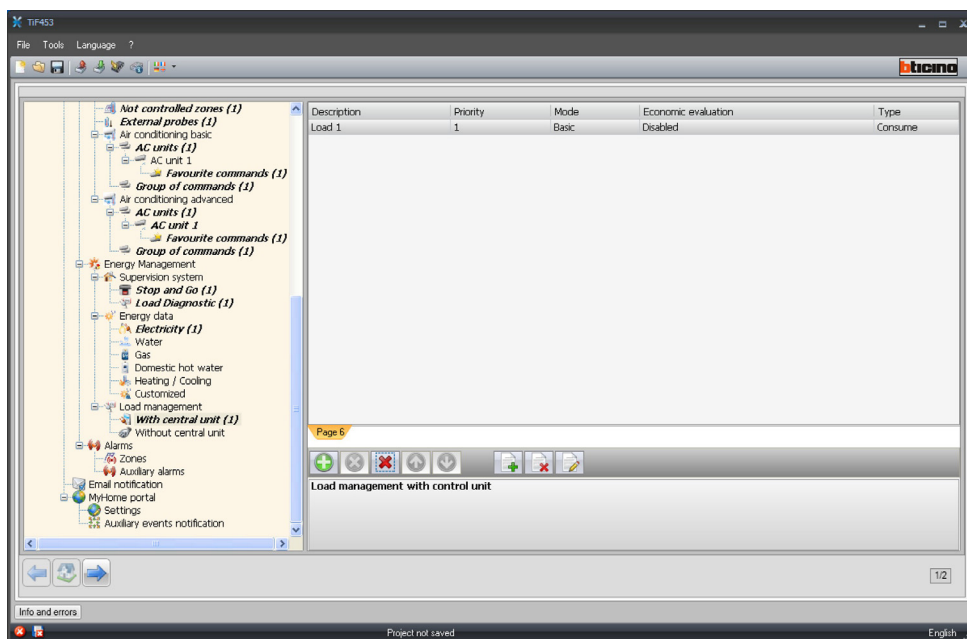 TiF453
File Tools Language ?
bticino
Not controlled zones (1)
External probes (1)
Air conditioning basic
AC units (1)
AC unit 1
Favourite commands (1)
Group of commands (1)
Air conditioning advanced
AC units (1)
AC unit 1
Favourite commands (1)
Group of commands (1)
Energy Management
Supervision system
Stop and Go (1)
Load Diagnostic (1)
Energy data
Electricity (1)
Water
Gas
Domestic hot water
Heating / Cooling
Customized
Load management
With central unit (1)
Without central unit
Alarms
Zones
Auxiliary alarms
Email notification
MyHome portal
Settings
Auxiliary events notification
Description Priority Mode Economic evaluation Type
Load 1 1 Basic Disabled Consume
Page 6
Load management with control unit
1/2
Info and errors
Project not saved English